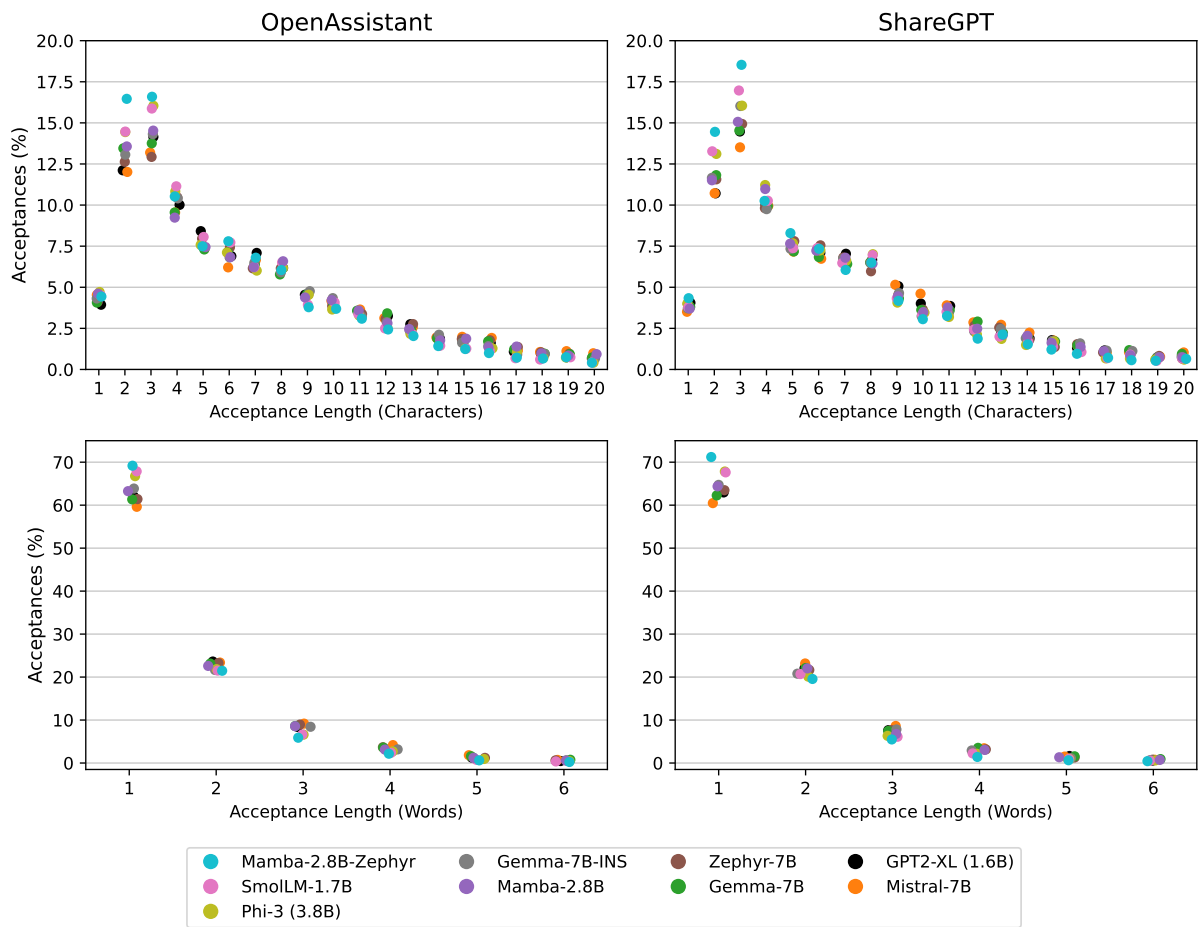 OpenAssistant
ShareGPT
Acceptances (%)
20.0
17.5
15.0
12.5
10.0
7.5
5.0
2.5
0.0
1 2 3 4 5 6 7 8 9 10 11 12 13 14 15 16 17 18 19 20
Acceptance Length (Characters)
20.0
17.5
15.0
12.5
10.0
7.5
5.0
2.5
0.0
1 2 3 4 5 6 7 8 9 10 11 12 13 14 15 16 17 18 19 20
Acceptance Length (Characters)
Acceptances (%)
70
60
50
40
30
20
10
0
1 2 3 4 5 6
Acceptance Length (Words)
70
60
50
40
30
20
10
0
1 2 3 4 5 6
Acceptance Length (Words)
Mamba-2.8B-Zephyr
SmolLM-1.7B
Phi-3 (3.8B)
Gemma-7B-INS
Mamba-2.8B
Zephyr-7B
Gemma-7B
GPT2-XL (1.6B)
Mistral-7B